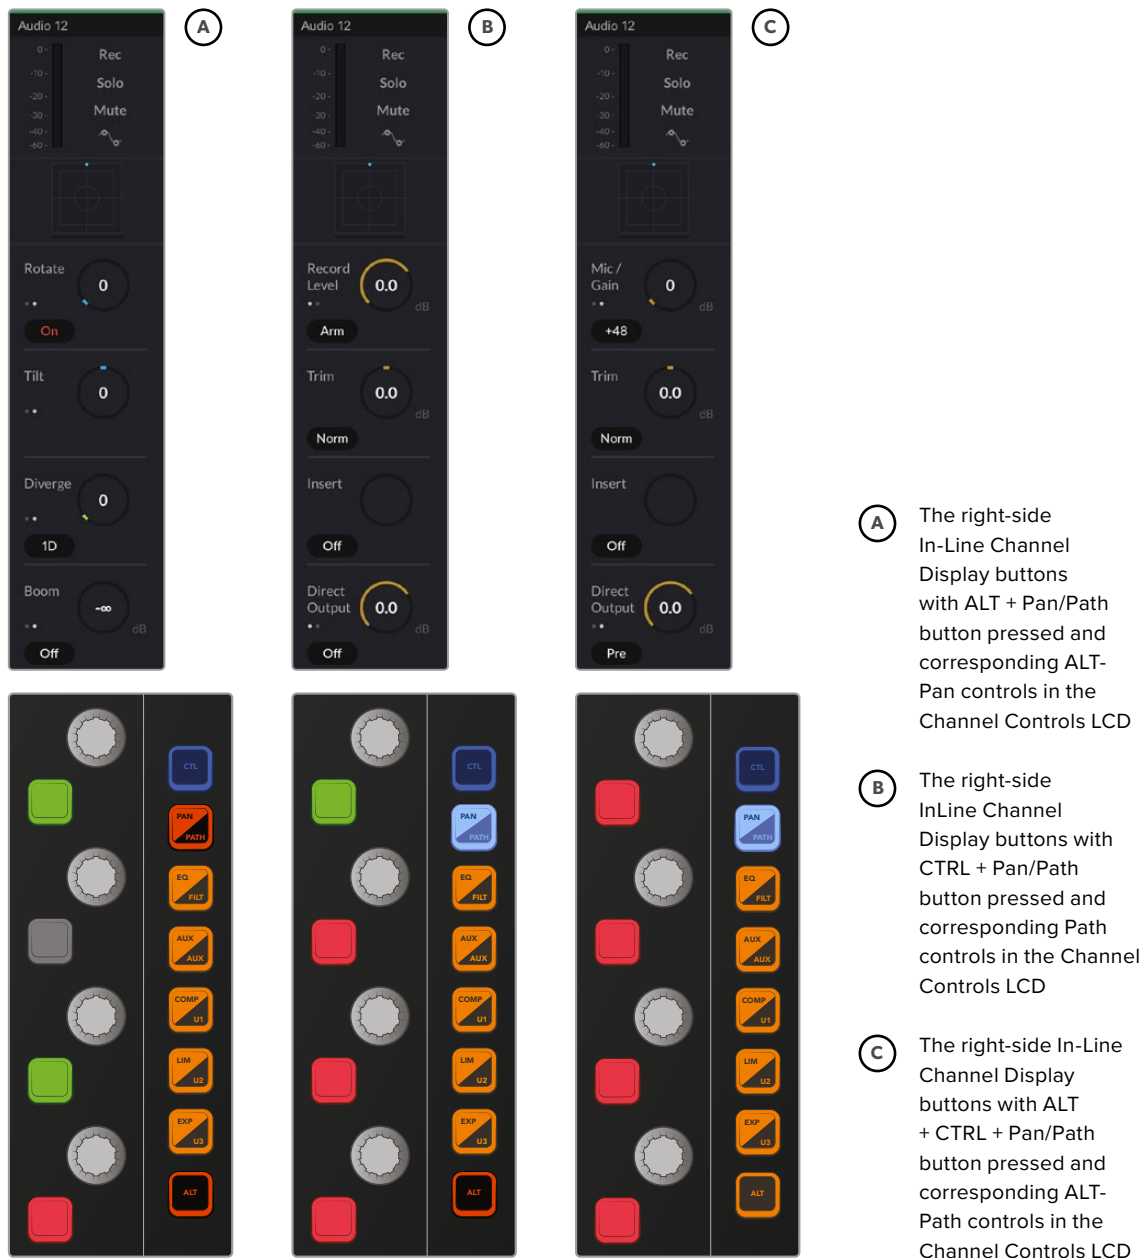 Audio 12
A
0-
-10-
-20-
-30-
-40-
-60-
Rec
Solo
Mute
Rotate
0
On
Tilt
0
Diverge
0
1D
Boom
-∞
dB
Off
Audio 12
B
0-
-10-
-20-
-30-
-40-
-60-
Rec
Solo
Mute
Record
Level
0.0
dB
Arm
Trim
0.0
dB
Norm
Insert
Off
Direct
Output
0.0
dB
Off
Audio 12
C
0-
-10-
-20-
-30-
-40-
-60-
Rec
Solo
Mute
Mic /
Gain
0
dB
+48
Trim
0.0
dB
Norm
Insert
Off
Direct
Output
0.0
dB
Pre
CTL
PAN
PATH
EQ
FILT
AUX
AUX
COMP
U1
LIM
U2
EXP
U3
ALT
CTL
PAN
PATH
EQ
FILT
AUX
AUX
COMP
U1
LIM
U2
EXP
U3
ALT
CTL
PAN
PATH
EQ
FILT
AUX
AUX
COMP
U1
LIM
U2
EXP
U3
ALT
A
The right-side
In-Line Channel
Display buttons
with ALT + Pan/Path
button pressed and
corresponding ALT-
Pan controls in the
Channel Controls LCD
B
The right-side
InLine Channel
Display buttons with
CTRL + Pan/Path
button pressed and
corresponding Path
controls in the Channel
Controls LCD
C
The right-side In-Line
Channel Display
buttons with ALT
+ CTRL + Pan/Path
button pressed and
corresponding ALT-
Path controls in the
Channel Controls LCD